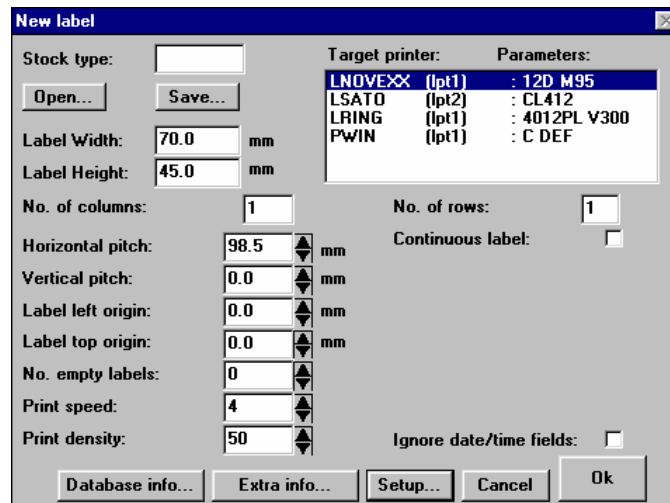 New label
Stock type:
Open... Save...
Target printer: Parameters:
LNOVEXX (lpt1) : 12D M95
LSATO (lpt2) : CL412
LRING (lpt1) : 4012PL V300
PWIN (lpt1) : C DEF
Label Width: 70.0 mm
Label Height: 45.0 mm
No. of columns: 1 No. of rows: 1
Horizontal pitch: 98.5 mm Continuous label:
Vertical pitch: 0.0 mm
Label left origin: 0.0 mm
Label top origin: 0.0 mm
No. empty labels: 0
Print speed: 4
Print density: 50 Ignore date/time fields:
Database info... Extra info... Setup... Cancel Ok